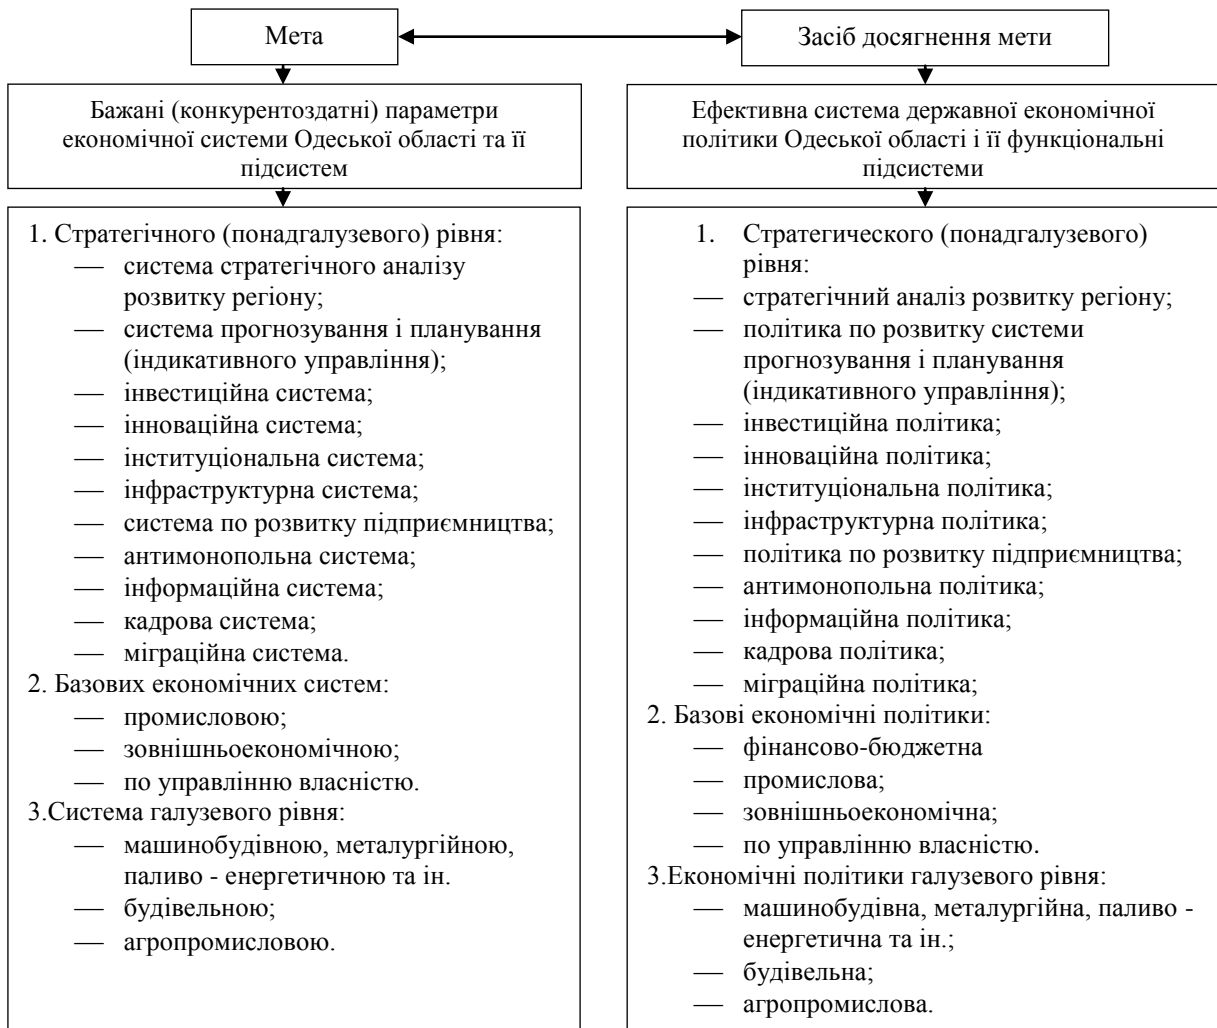 Мета
Засіб досягнення мети
Бажані (конкурентоздатні) параметри
економічної системи Одеської області та її
підсистем
Ефективна система державної економічної
політики Одеської області і її функціональні
підсистеми
1. Стратегічного (понадгалузевого) рівня:
— система стратегічного аналізу
розвитку регіону;
— система прогнозування і планування
(індикативного управління);
— інвестиційна система;
— інноваційна система;
— інституціональна система;
— інфраструктурна система;
— система по розвитку підприємництва;
— антимонопольна система;
— інформаційна система;
— кадрова система;
— міграційна система.
2. Базових економічних систем:
— промисловою;
— зовнішньоекономічною;
— по управлінню власністю.
3.Система галузевого рівня:
— машинобудівною, металургійною,
паливо - енергетичною та ін.
— будівельною;
— агропромисловою.
1. Стратегического (понадгалузевого)
рівня:
— стратегічний аналіз розвитку регіону;
— політика по розвитку системи
прогнозування і планування
(індикативного управління);
— інвестиційна політика;
— інноваційна політика;
— інституціональна політика;
— інфраструктурна політика;
— політика по розвитку підприємництва;
— антимонопольна політика;
— інформаційна політика;
— кадрова політика;
— міграційна політика;
2. Базові економічні політики:
— фінансово-бюджетна
— промислова;
— зовнішньоекономічна;
— по управлінню власністю.
3.Економічні політики галузевого рівня:
— машинобудівна, металургійна, паливо -
енергетична та ін.;
— будівельна;
— агропромислова.